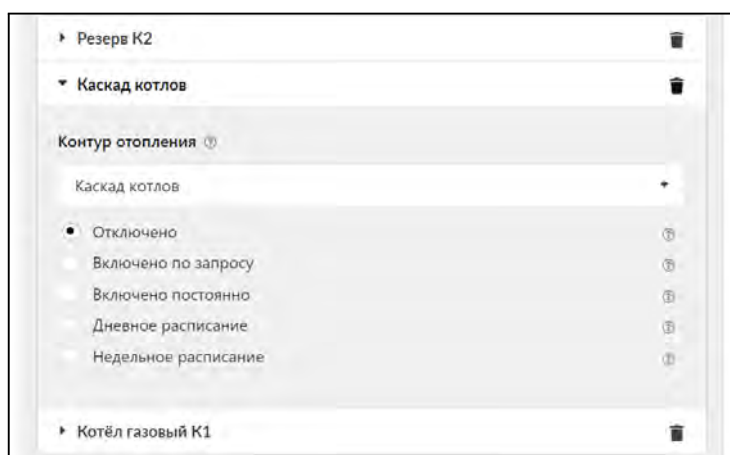 Резерв К2
Каскад котлов
Контур отопления
Каскад котлов
Отключено
Включено по запросу
Включено постоянно
Дневное расписание
Недельное расписание
Котёл газовый К1